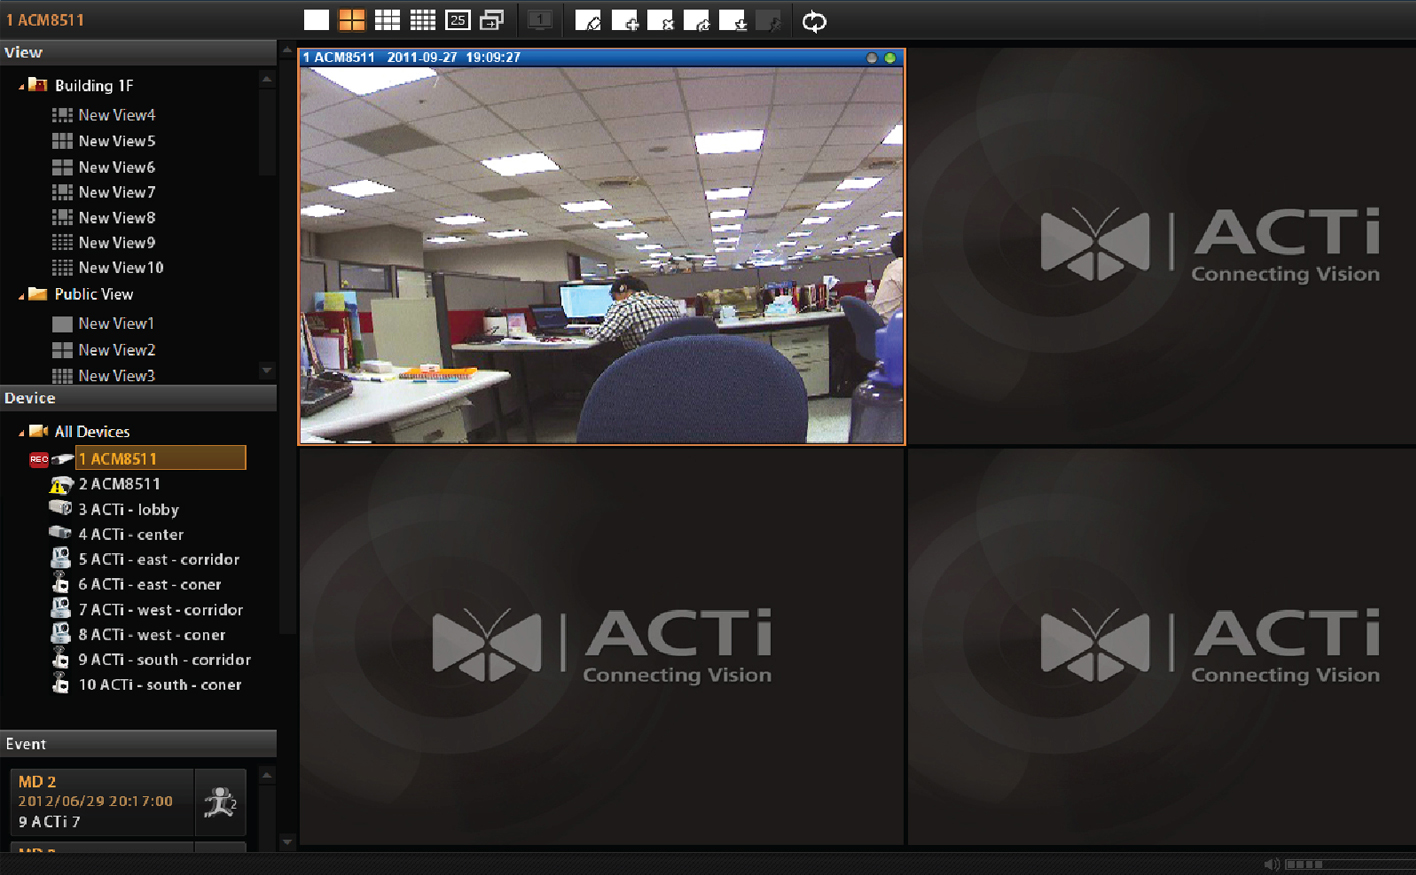 1 ACM8511
25
1
View
Building 1F
New View4
New View5
New View6
New View7
New View8
New View9
New View10
Public View
New View1
New View2
New View3
Device
All Devices
REC 1 ACM8511
2 ACM8511
3 ACTi - lobby
4 ACTi - center
5 ACTi - east - corridor
6 ACTi - east - coner
7 ACTi - west - corridor
8 ACTi - west - coner
9 ACTi - south - corridor
10 ACTi - south - coner
Event
MD 2
2012/06/29 20:17:00
9 ACTi 7
2
1 ACM8511 2011-09-27 19:09:27
ACTi
Connecting Vision
ACTi
Connecting Vision
ACTi
Connecting Vision